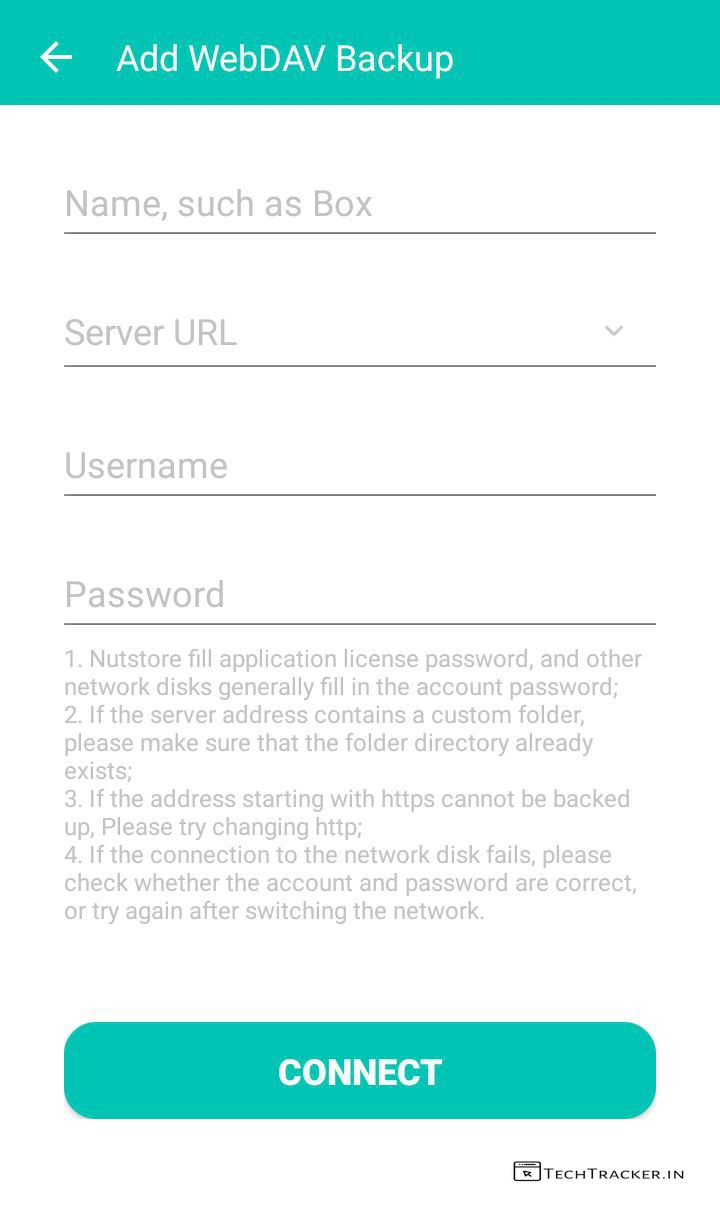 Add WebDAV Backup
Name, such as Box
Server URL
Username
Password
1. Nutstore fill application license password, and other
network disks generally fill in the account password;
2. If the server address contains a custom folder,
please make sure that the folder directory already
exists;
3. If the address starting with https cannot be backed
up, Please try changing http;
4. If the connection to the network disk fails, please
check whether the account and password are correct,
or try again after switching the network.
CONNECT
TECHTRACKER.IN